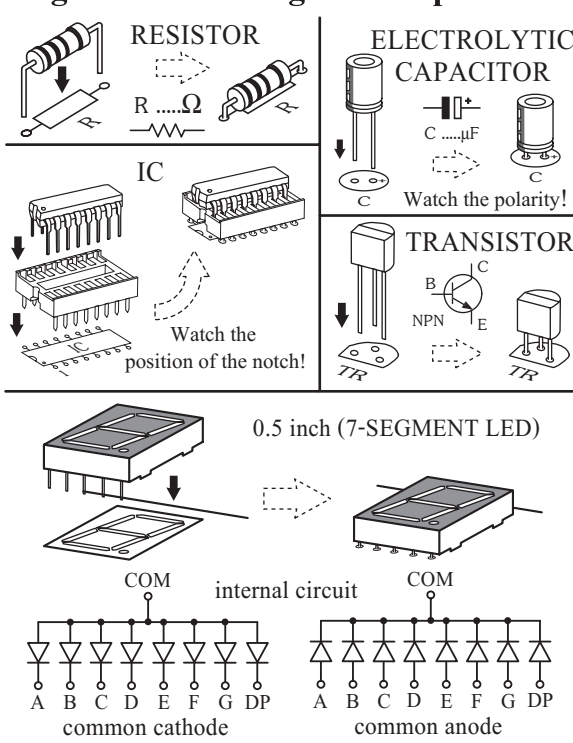 RESISTOR
R .....Ω
R
R
ELECTROLYTIC
CAPACITOR
+
C .....µF
+
C
+
C
Watch the polarity!
IC
IC
Watch the
position of the notch!
TRANSISTOR
C
B
E
NPN
TR
TR
0.5 inch (7-SEGMENT LED)
internal circuit
COM
A B C D E F G DP
common cathode
COM
A B C D E F G DP
common anode